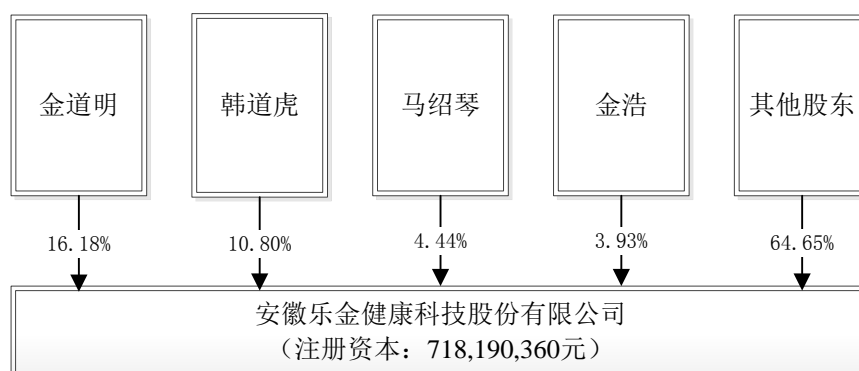 金道明
韩道虎
马绍琴
金浩
其他股东
16.18%
10.80%
4.44%
3.93%
64.65%
安徽乐金健康科技股份有限公司
（注册资本：718,190,360元）